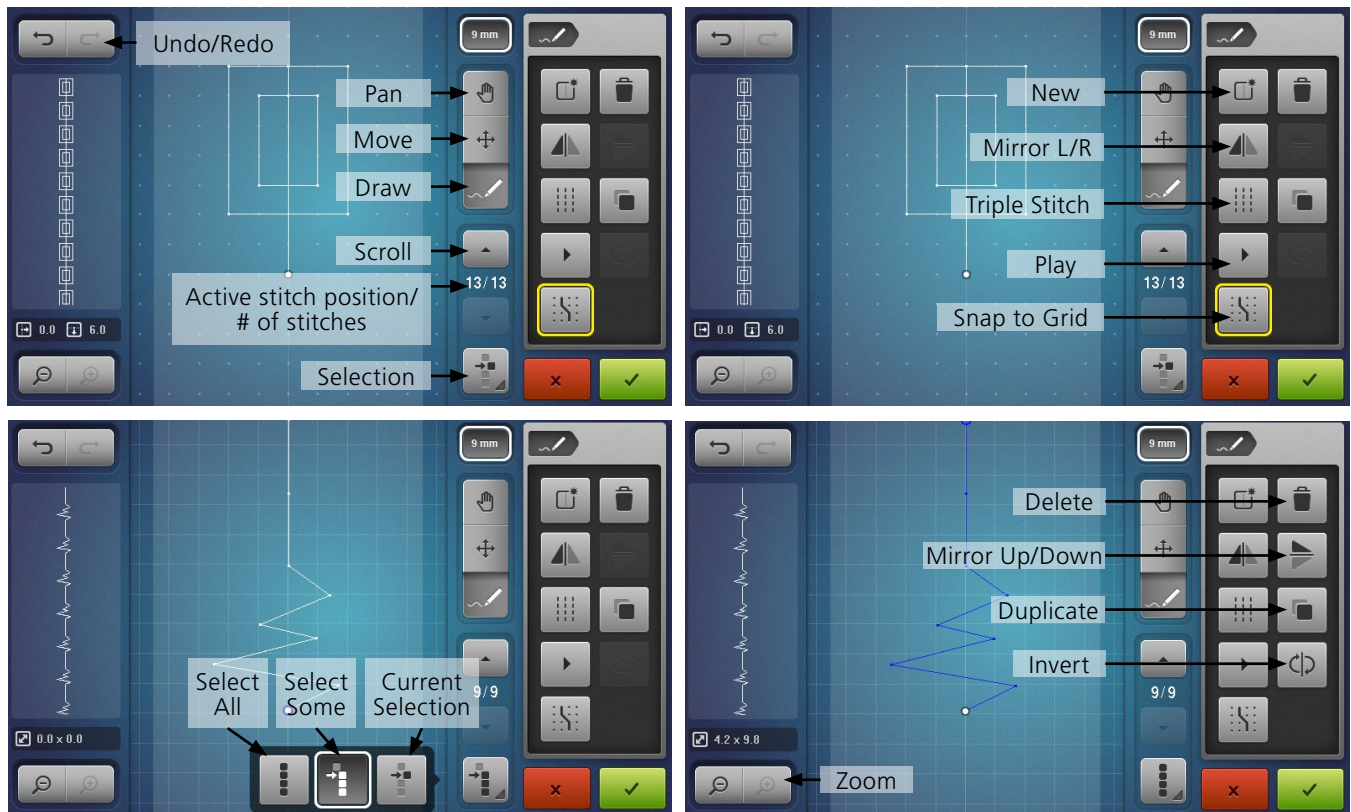 Undo/Redo
9 mm
Pan
Move
Draw
Scroll
13/13
Active stitch position/
# of stitches
0.0 6.0
Selection
9 mm
New
Mirror L/R
Triple Stitch
Play
13/13
Snap to Grid
0.0 6.0
9 mm
Select
All
Select
Some
Current
Selection
9/9
0.0 x 0.0
9 mm
Delete
Mirror Up/Down
Duplicate
Invert
9/9
4.2 x 9.8
Zoom